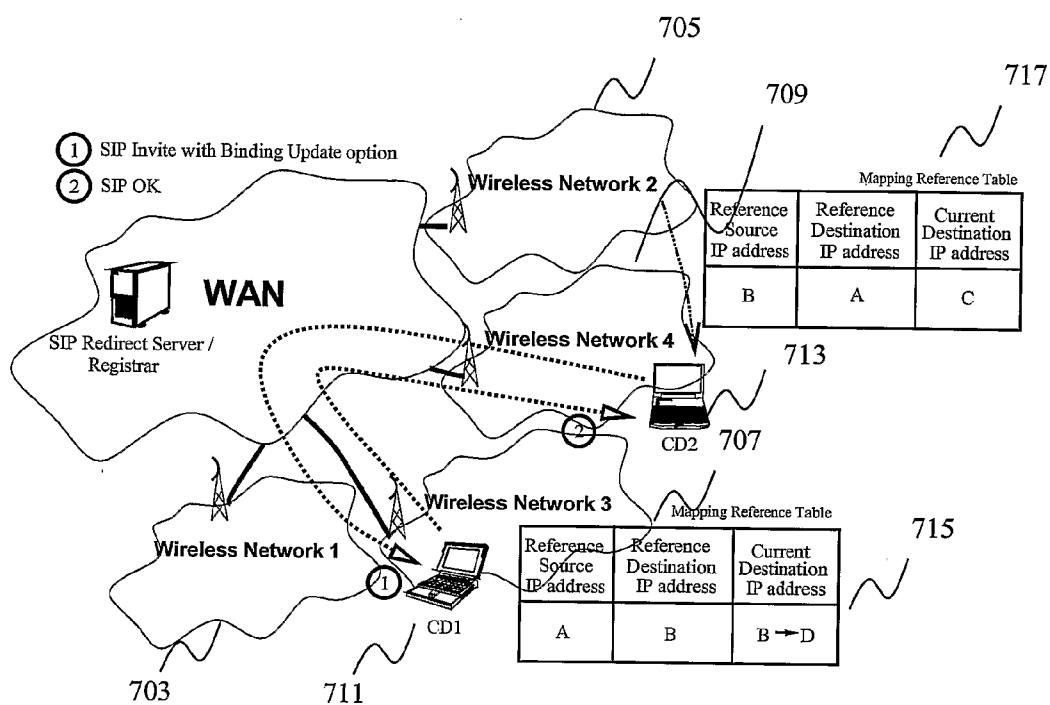 705
717
709
1 SIP Invite with Binding Update option
2 SIP OK
Wireless Network 2
Mapping Reference Table
Reference Source IP address
Reference Destination IP address
Current Destination IP address
B
A
C
WAN
SIP Redirect Server /
Registrar
Wireless Network 4
713
2
CD2
707
Wireless Network 3
Mapping Reference Table
715
Wireless Network 1
Reference Source IP address
Reference Destination IP address
Current Destination IP address
1
CD1
A
B
B→D
703
711